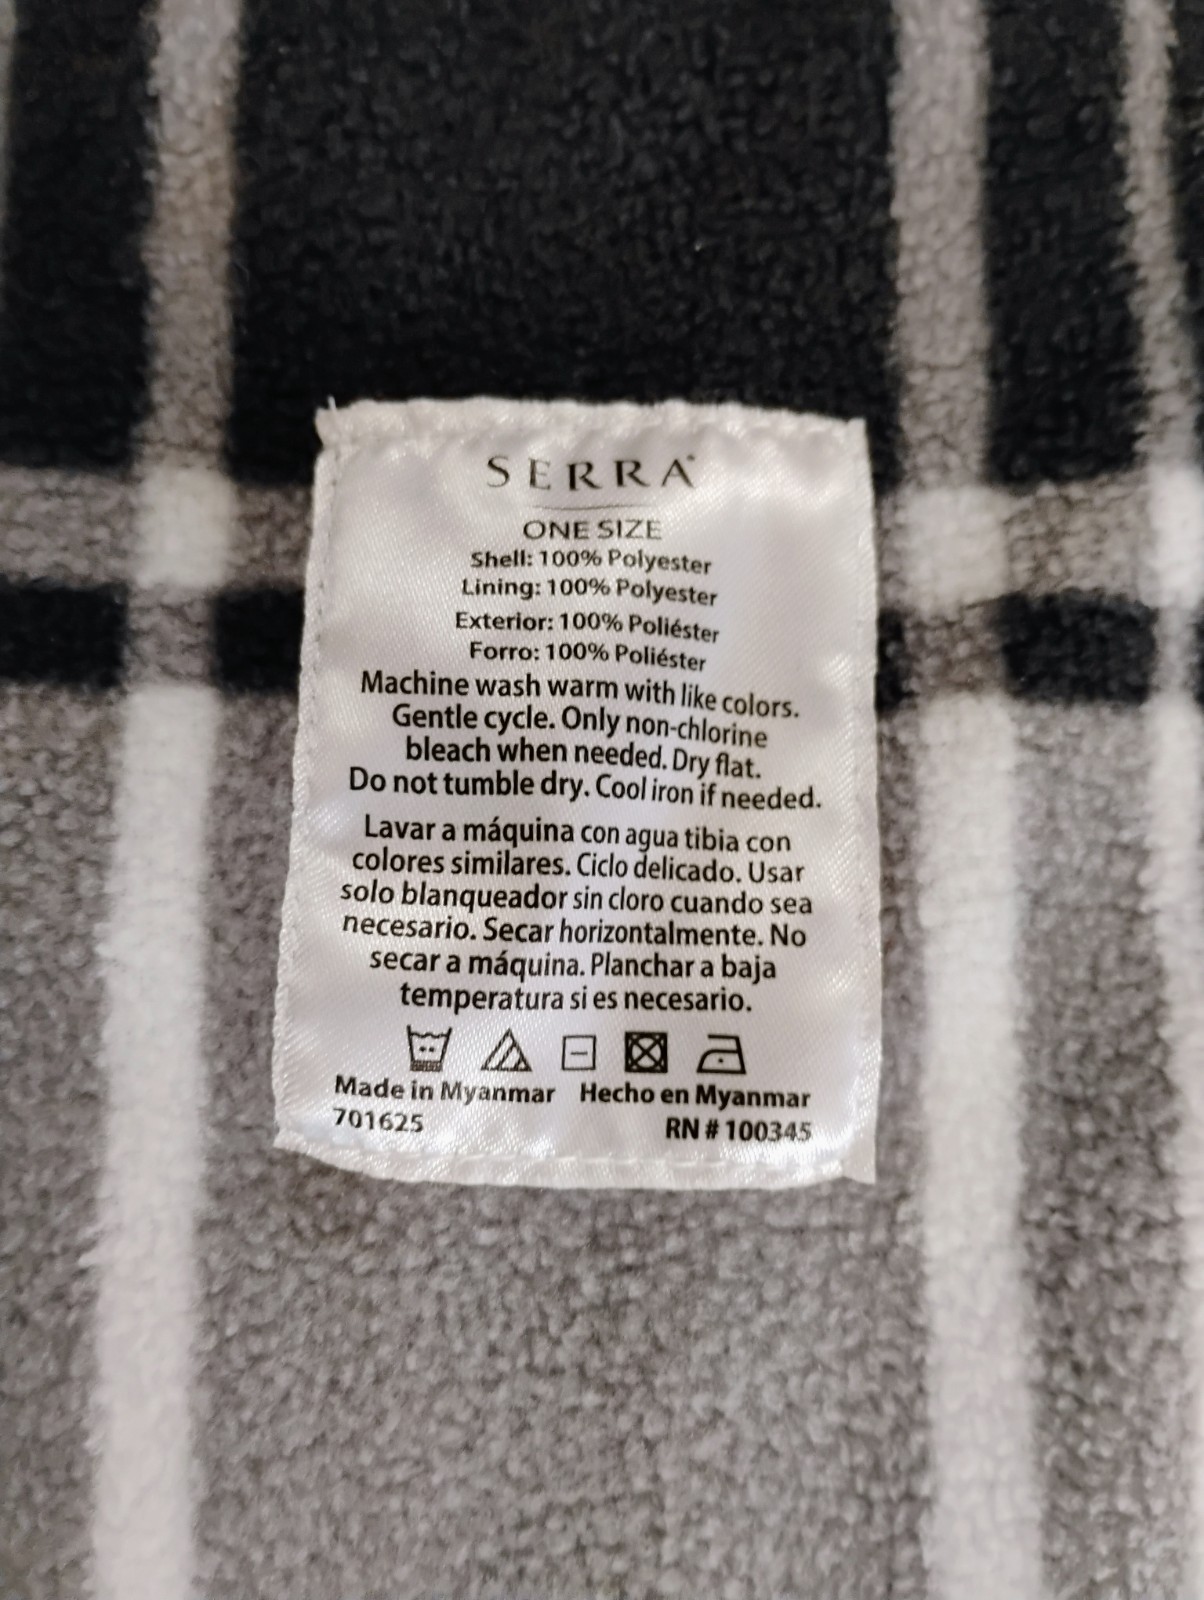 SERRA
ONE SIZE
Shell: 100% Polyester
Lining: 100% Polyester
Exterior: 100% Poliéster
Forro: 100% Poliéster
Machine wash warm with like colors.
Gentle cycle. Only non-chlorine
bleach when needed. Dry flat.
Do not tumble dry. Cool iron if needed.
Lavar a máquina con agua tibia con
colores similares. Ciclo delicado. Usar
solo blanqueador sin cloro cuando sea
necesario. Secar horizontalmente. No
secar a máquina. Planchar a baja
temperatura si es necesario.
Made in Myanmar Hecho en Myanmar
701625 RN # 100345